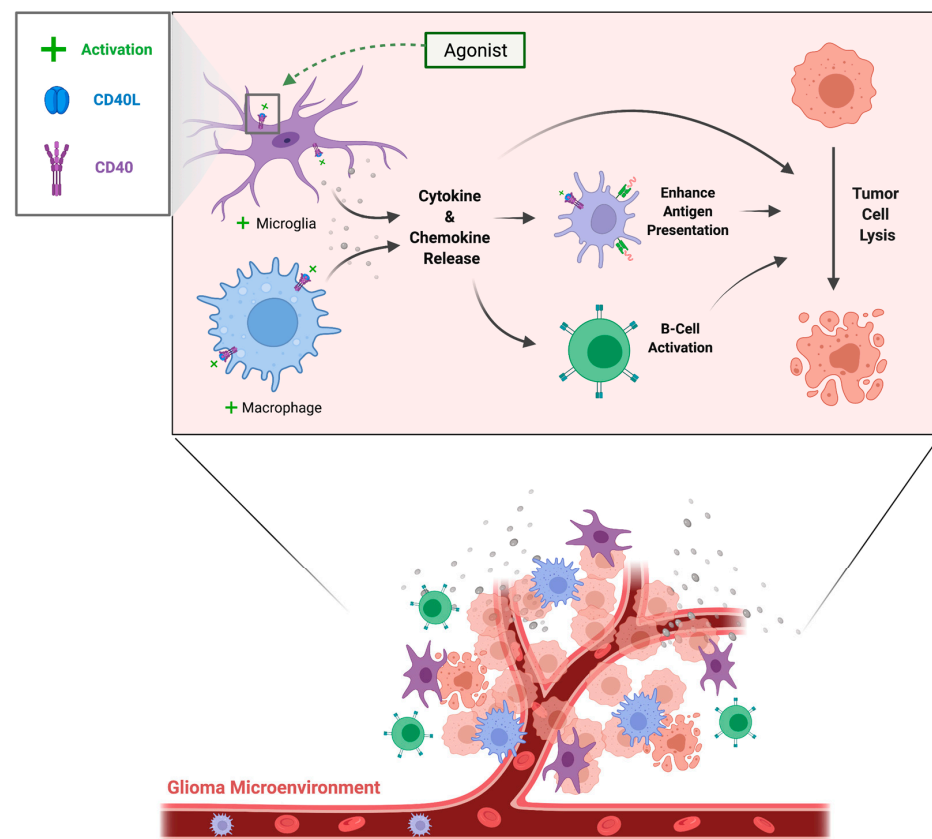 Activation
CD40L
CD40
Agonist
+ Microglia
+ Macrophage
Cytokine
&
Chemokine
Release
Enhance
Antigen
Presentation
B-Cell
Activation
Tumor
Cell
Lysis
Glioma Microenvironment